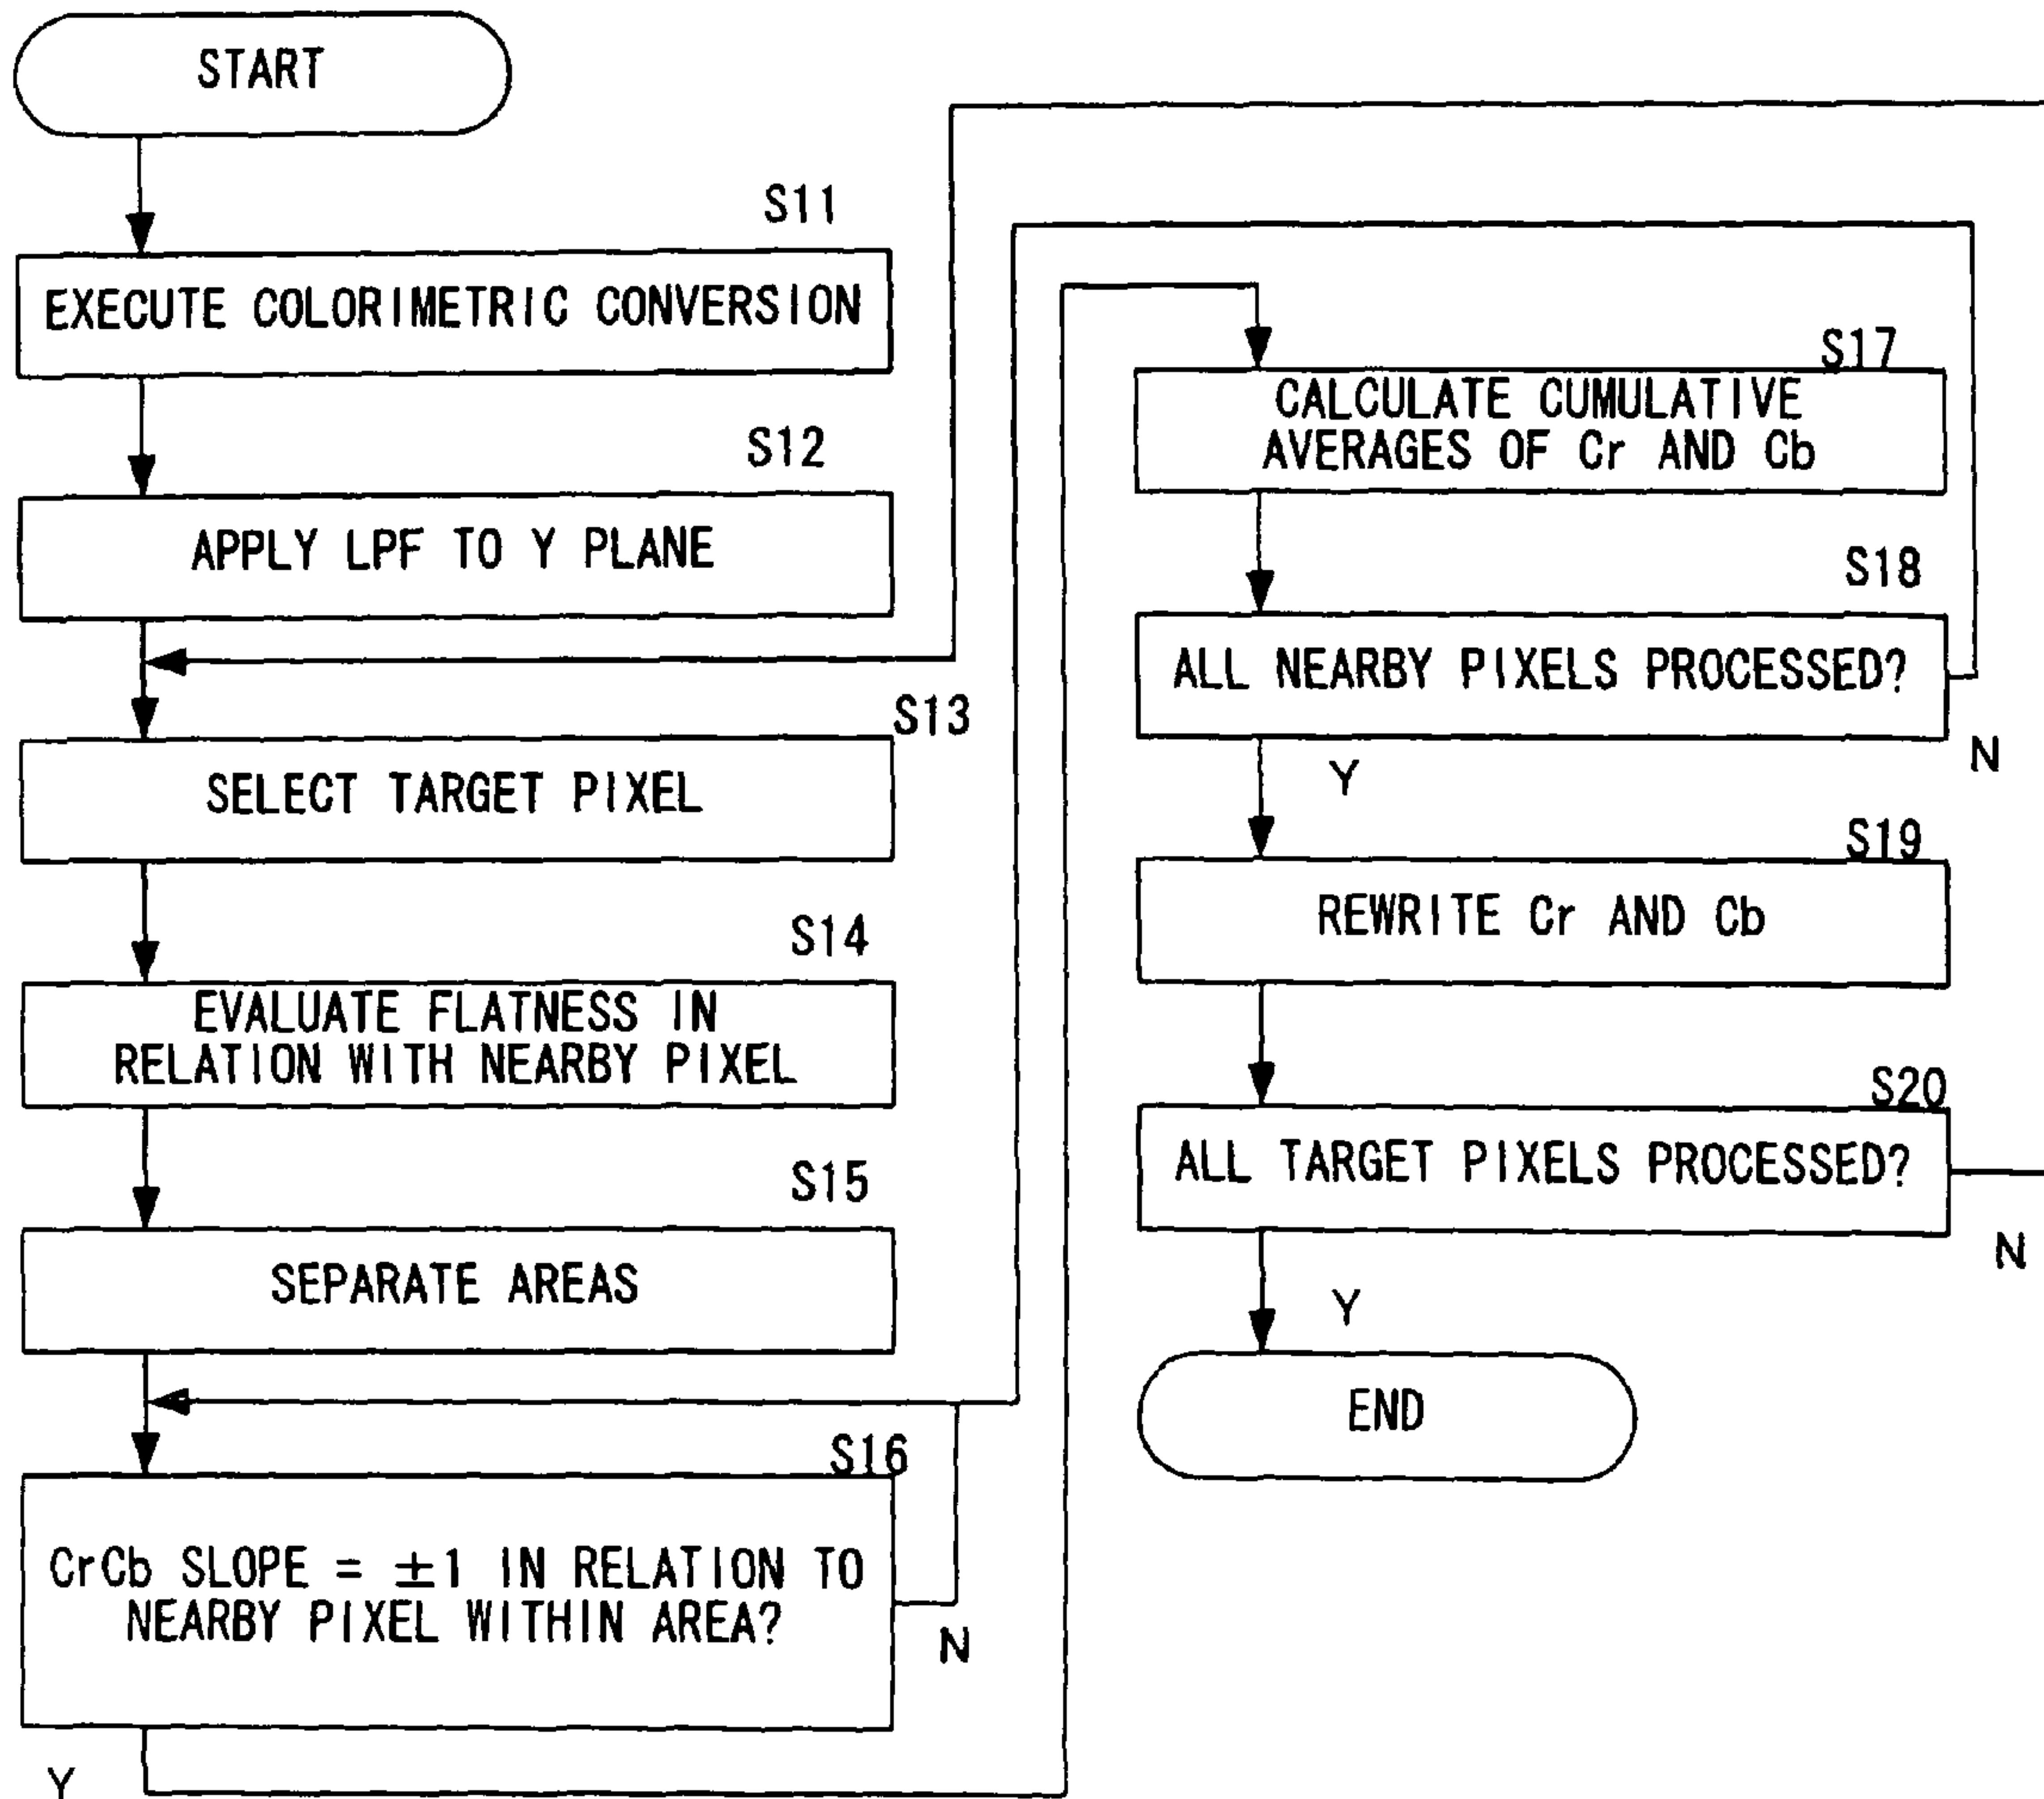 START
S11
EXECUTE COLORIMETRIC CONVERSION
S12
APPLY LPF TO Y PLANE
S13
SELECT TARGET PIXEL
S14
EVALUATE FLATNESS IN
RELATION WITH NEARBY PIXEL
S15
SEPARATE AREAS
S16
CrCb SLOPE = ±1 IN RELATION TO
NEARBY PIXEL WITHIN AREA?
N
Y
S17
CALCULATE CUMULATIVE
AVERAGES OF Cr AND Cb
S18
ALL NEARBY PIXELS PROCESSED?
N
Y
S19
REWRITE Cr AND Cb
S20
ALL TARGET PIXELS PROCESSED?
N
Y
END